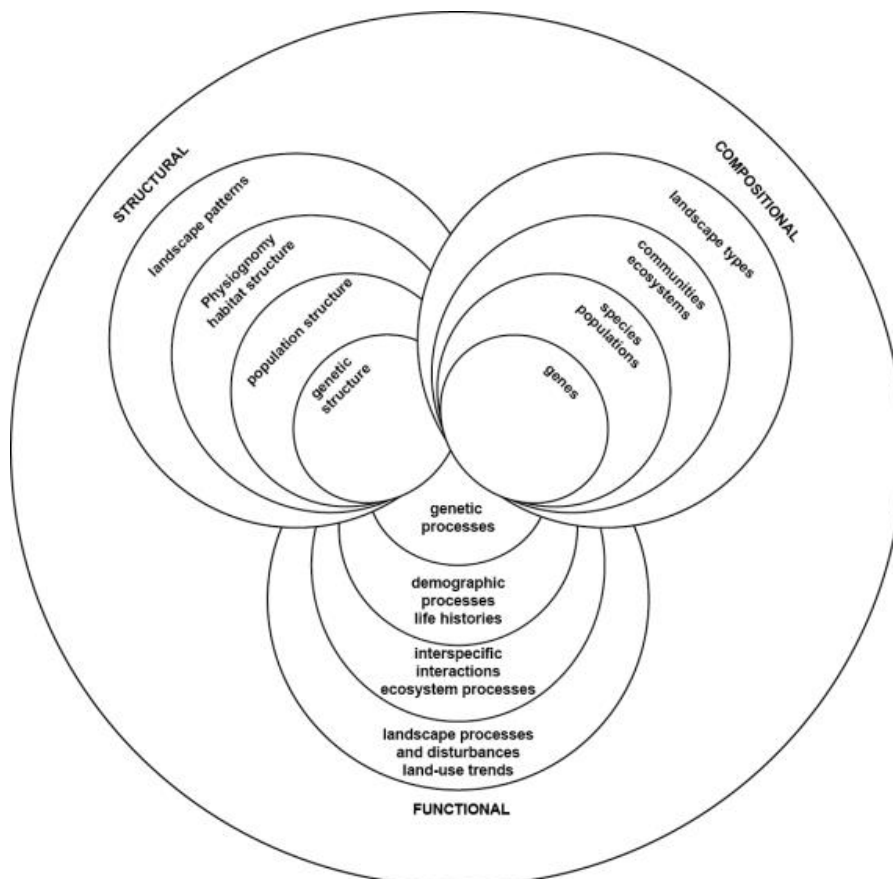 STRUCTURAL
landscape patterns
Physiognomy
habitat structure
population structure
genetic
structure
COMPOSITIONAL
landscape types
communities
ecosystems
species
populations
genes
genetic
processes
demographic
processes
life histories
interspecific
interactions
ecosystem processes
landscape processes
and disturbances
land-use trends
FUNCTIONAL